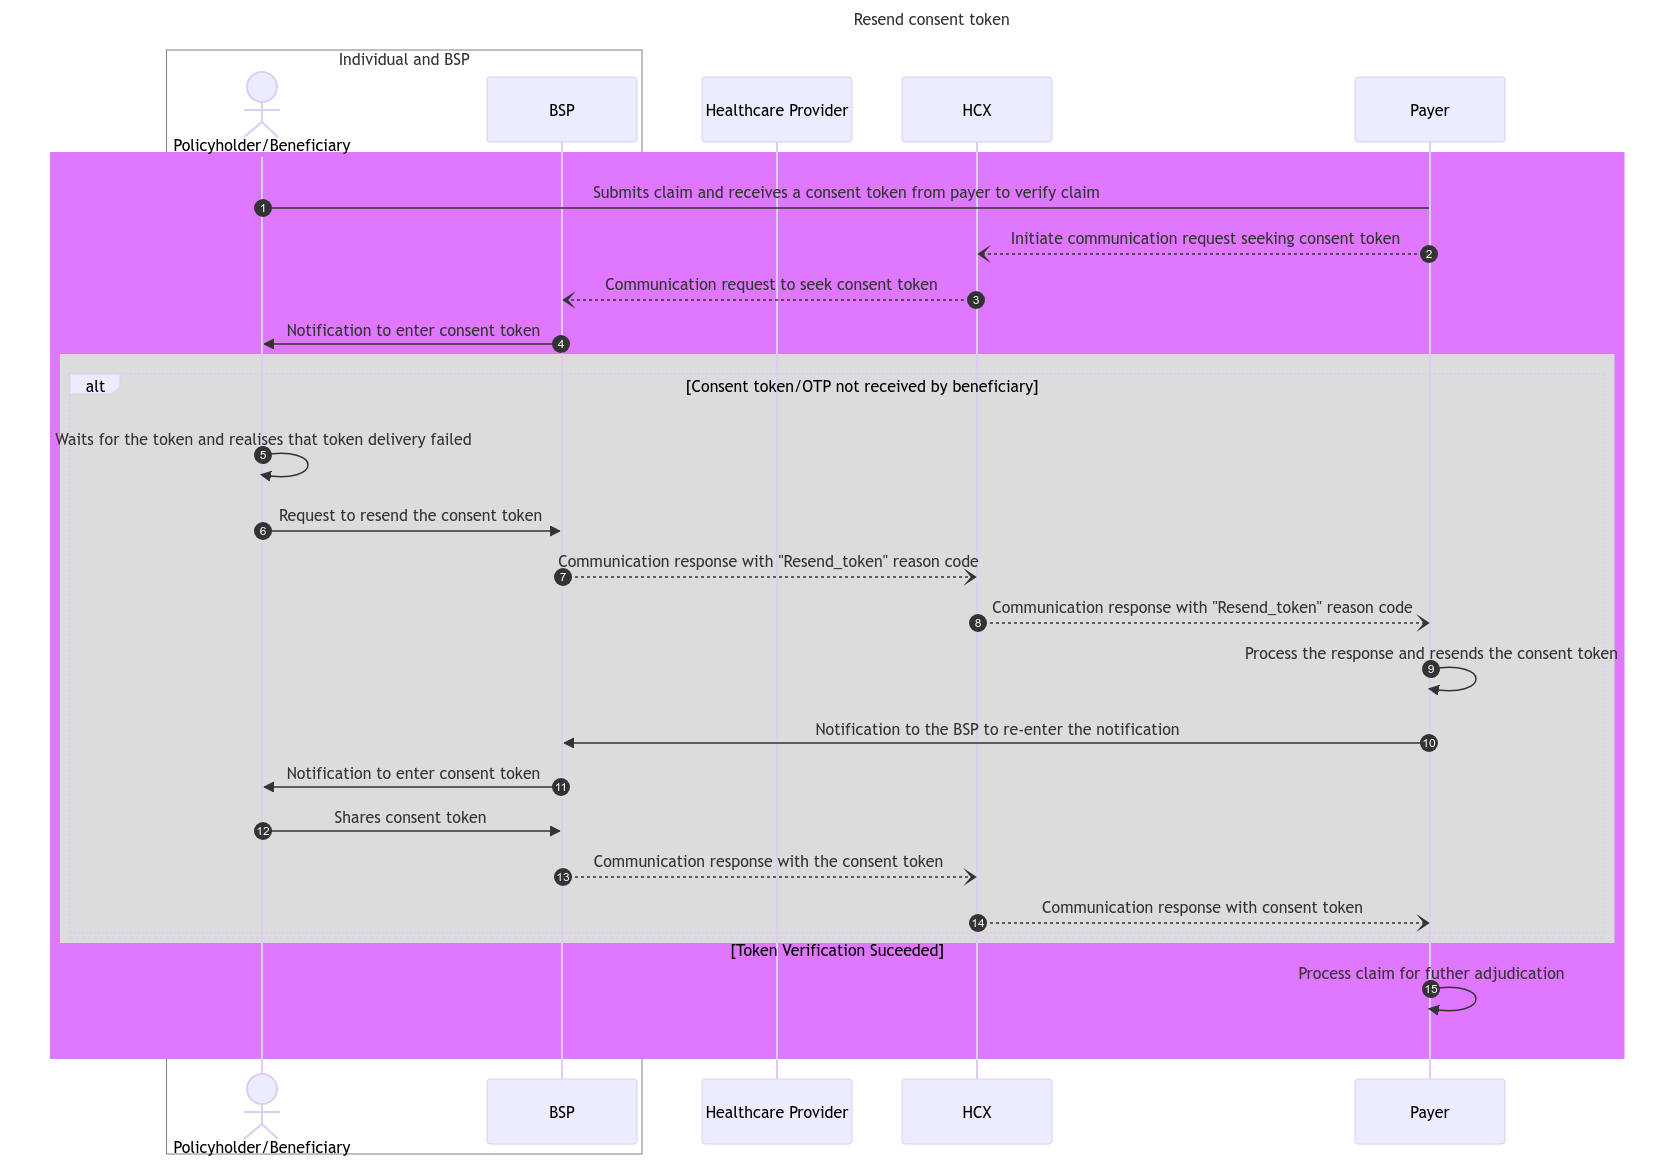 Resend consent token
Individual and BSP
Policyholder/Beneficiary
BSP
Healthcare Provider
HCX
Payer
Submits claim and receives a consent token from payer to verify claim
1
Initiate communication request seeking consent token
2
Communication request to seek consent token
3
Notification to enter consent token
4
alt
[Consent token/OTP not received by beneficiary]
Waits for the token and realises that token delivery failed
5
Request to resend the consent token
6
Communication response with "Resend_token" reason code
7
Communication response with "Resend_token" reason code
8
Process the response and resends the consent token
9
Notification to the BSP to re-enter the notification
10
Notification to enter consent token
11
Shares consent token
12
Communication response with the consent token
13
Communication response with consent token
14
[Token Verification Suceeded]
Process claim for futher adjudication
15
Policyholder/Beneficiary
BSP
Healthcare Provider
HCX
Payer